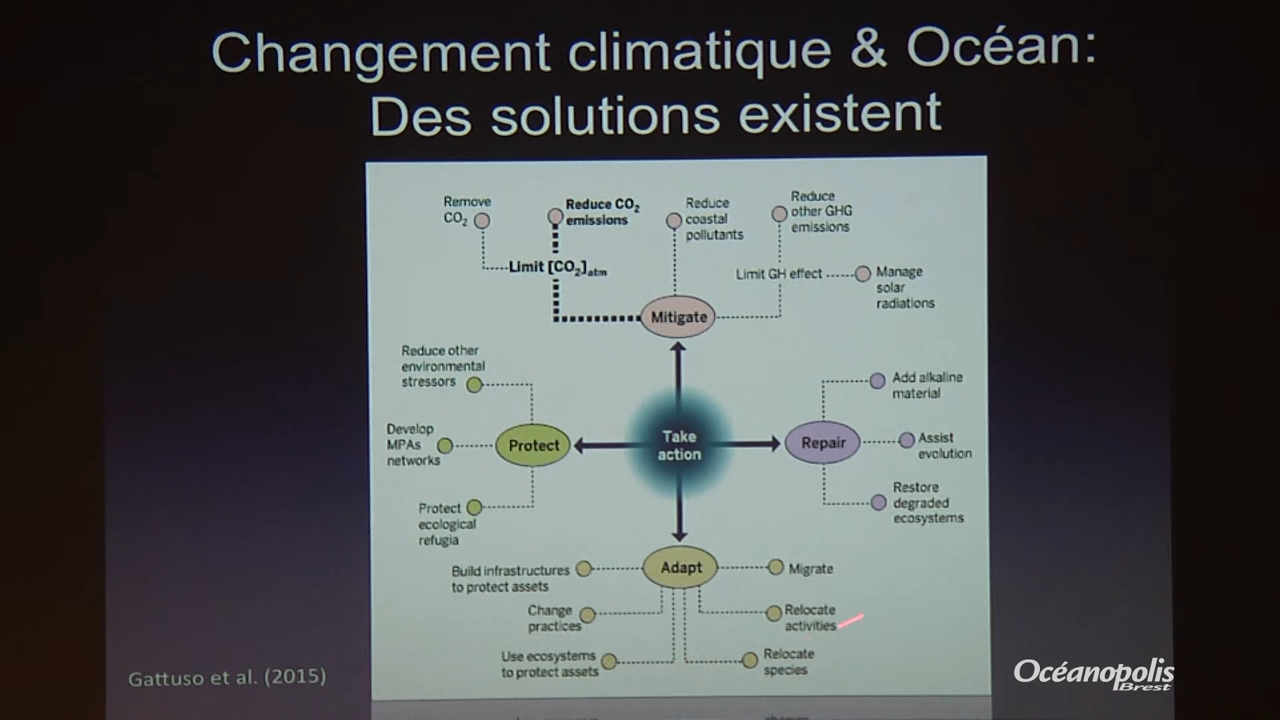 Changement climatique & Océan:
Des solutions existent
Remove
CO₂
Reduce CO₂
emissions
Reduce
coastal
pollutants
Reduce
other GHG
emissions
Limit [CO₂]atm
Limit GH effect
Manage
solar
radiations
Mitigate
Reduce other
environmental
stressors
Add alkaline
material
Develop
MPAs
networks
Protect
Take
action
Repair
Assist
evolution
Protect
ecological
refugia
Restore
degraded
ecosystems
Build infrastructures
to protect assets
Adapt
Migrate
Change
practices
Relocate
activities
Use ecosystems
to protect assets
Relocate
species
Gattuso et al. (2015)
Océanopolis
Brest